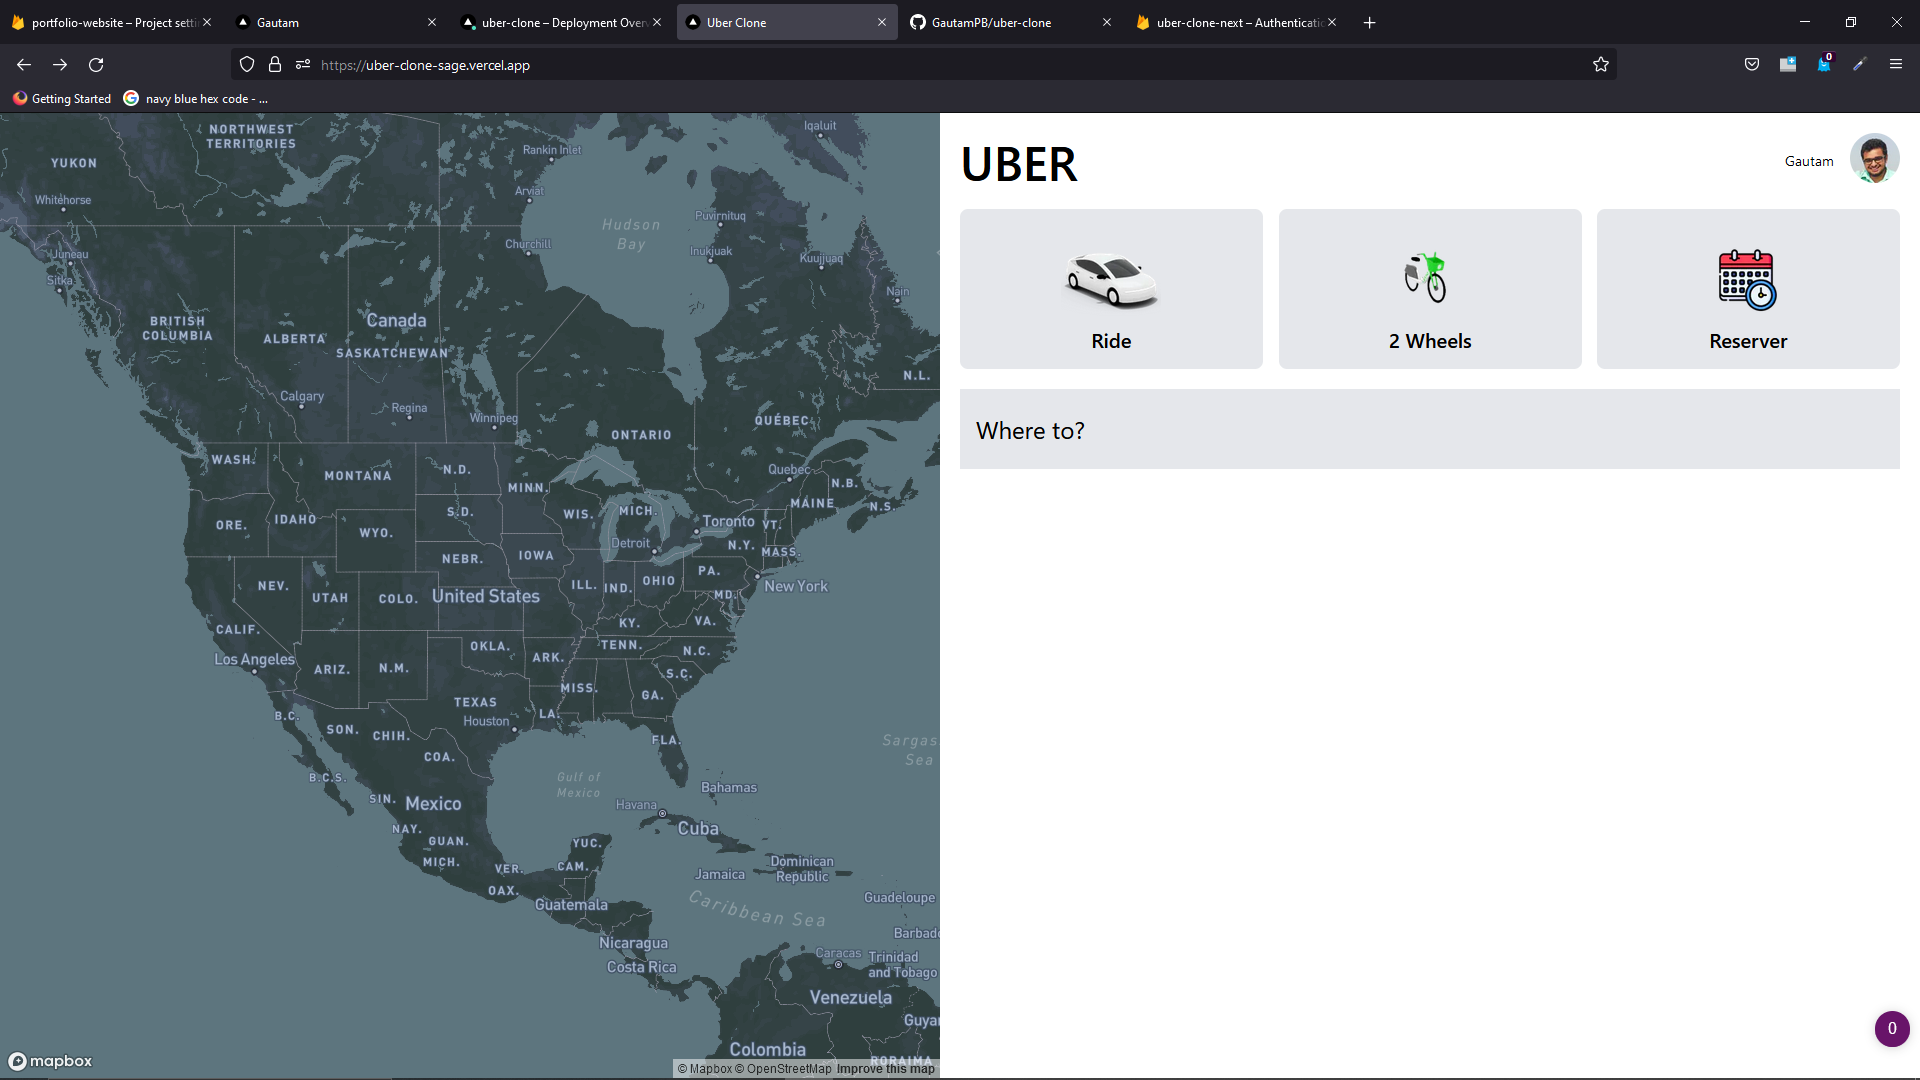 portfolio-website – Project setti
Gautam
uber-clone – Deployment Over
Uber Clone
GautamPB/uber-clone
uber-clone-next – Authenticatio
https://uber-clone-sage.vercel.app
0
Getting Started
navy blue hex code - ...
UBER
Gautam
Ride
2 Wheels
Reserver
Where to?
0
NORTHWEST
TERRITORIES
Iqaluit
YUKON
Rankin Inlet
Whitehorse
Arviat
Puvirnituq
Hudson
Bay
Churchill
Juneau
Inukjuak
Kuujjuaq
Sitka
Nain
BRITISH
COLUMBIA
Canada
ALBERTA
SASKATCHEWAN
N.L.
Calgary
Regina
Winnipeg
QUÉBEC
ONTARIO
WASH.
MONTANA
N.D.
Quebec
MINN.
N.B.
MAINE
N.S.
ORE.
IDAHO
S.D.
WIS.
MICH.
Toronto
VT.
WYO.
Detroit
N.Y.
MASS.
NEBR.
IOWA
NEV.
ILL.
IND.
OHIO
PA.
New York
UTAH
COLO.
United States
MD.
CALIF.
KY.
VA.
Los Angeles
OKLA.
TENN.
N.C.
ARIZ.
N.M.
ARK.
S.C.
MISS.
GA.
TEXAS
B.C.
Houston
LA.
SON.
CHIH.
FLA.
Sargas
Sea
COA.
B.C.S.
Gulf of
Mexico
Bahamas
SIN.
Mexico
Havana
Cuba
NAY.
GUAN.
YUC.
MICH.
VER.
CAM.
Dominican
Republic
Jamaica
OAX.
Guatemala
Caribbean Sea
Guadeloupe
Nicaragua
Barbad
Costa Rica
Caracas
Trinidad
and Tobago
Venezuela
Guya
Colombia
RORAIMA
mapbox
© Mapbox © OpenStreetMap Improve this map